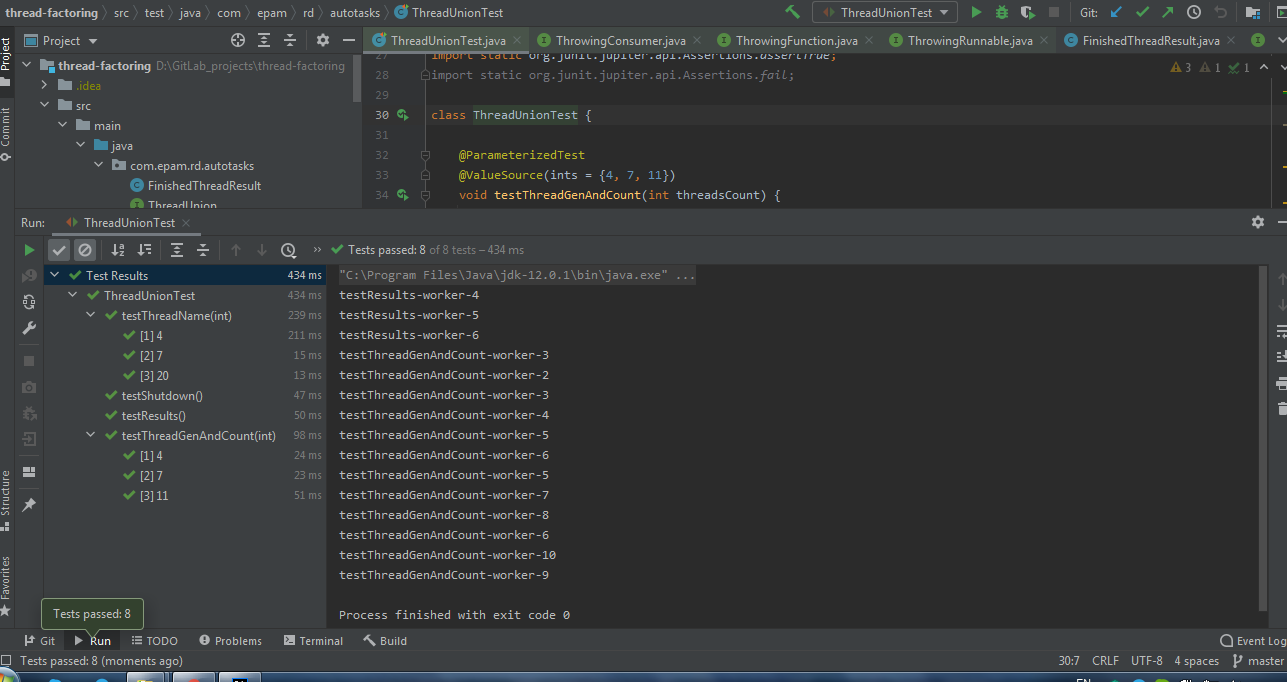 thread-factoring src test java com epam rd autotasks ThreadUnionTest ThreadUnionTest Git:
Project ThreadUnionTest.java ThrowingConsumer.java ThrowingFunction.java ThrowingRunnable.java FinishedThreadResult.java
Project
Commit
Structure
Favorites
thread-factoring D:\GitLab_projects\thread-factoring
.idea
src
main
java
com.epam.rd.autotasks
FinishedThreadResult
ThreadUnion
3 1 1
27 import static org.junit.jupiter.api.Assertions.assertTrue;
28 import static org.junit.jupiter.api.Assertions.fail;
29
30 class ThreadUnionTest {
31
32 @ParameterizedTest
33 @ValueSource(ints = {4, 7, 11})
34 void testThreadGenAndCount(int threadsCount) {
Run: ThreadUnionTest
Tests passed: 8 of 8 tests – 434 ms
Test Results 434 ms
ThreadUnionTest 434 ms
testThreadName(int) 239 ms
[1] 4 211 ms
[2] 7 15 ms
[3] 20 13 ms
testShutdown() 47 ms
testResults() 50 ms
testThreadGenAndCount(int) 98 ms
[1] 4 24 ms
[2] 7 23 ms
[3] 11 51 ms
"C:\Program Files\Java\jdk-12.0.1\bin\java.exe" ...
testResults-worker-4
testResults-worker-5
testResults-worker-6
testThreadGenAndCount-worker-3
testThreadGenAndCount-worker-2
testThreadGenAndCount-worker-3
testThreadGenAndCount-worker-4
testThreadGenAndCount-worker-5
testThreadGenAndCount-worker-6
testThreadGenAndCount-worker-5
testThreadGenAndCount-worker-7
testThreadGenAndCount-worker-8
testThreadGenAndCount-worker-6
testThreadGenAndCount-worker-10
testThreadGenAndCount-worker-9
Process finished with exit code 0
Tests passed: 8
Git Run TODO Problems Terminal Build Event Log
Tests passed: 8 (moments ago) 30:7 CRLF UTF-8 4 spaces master
EN